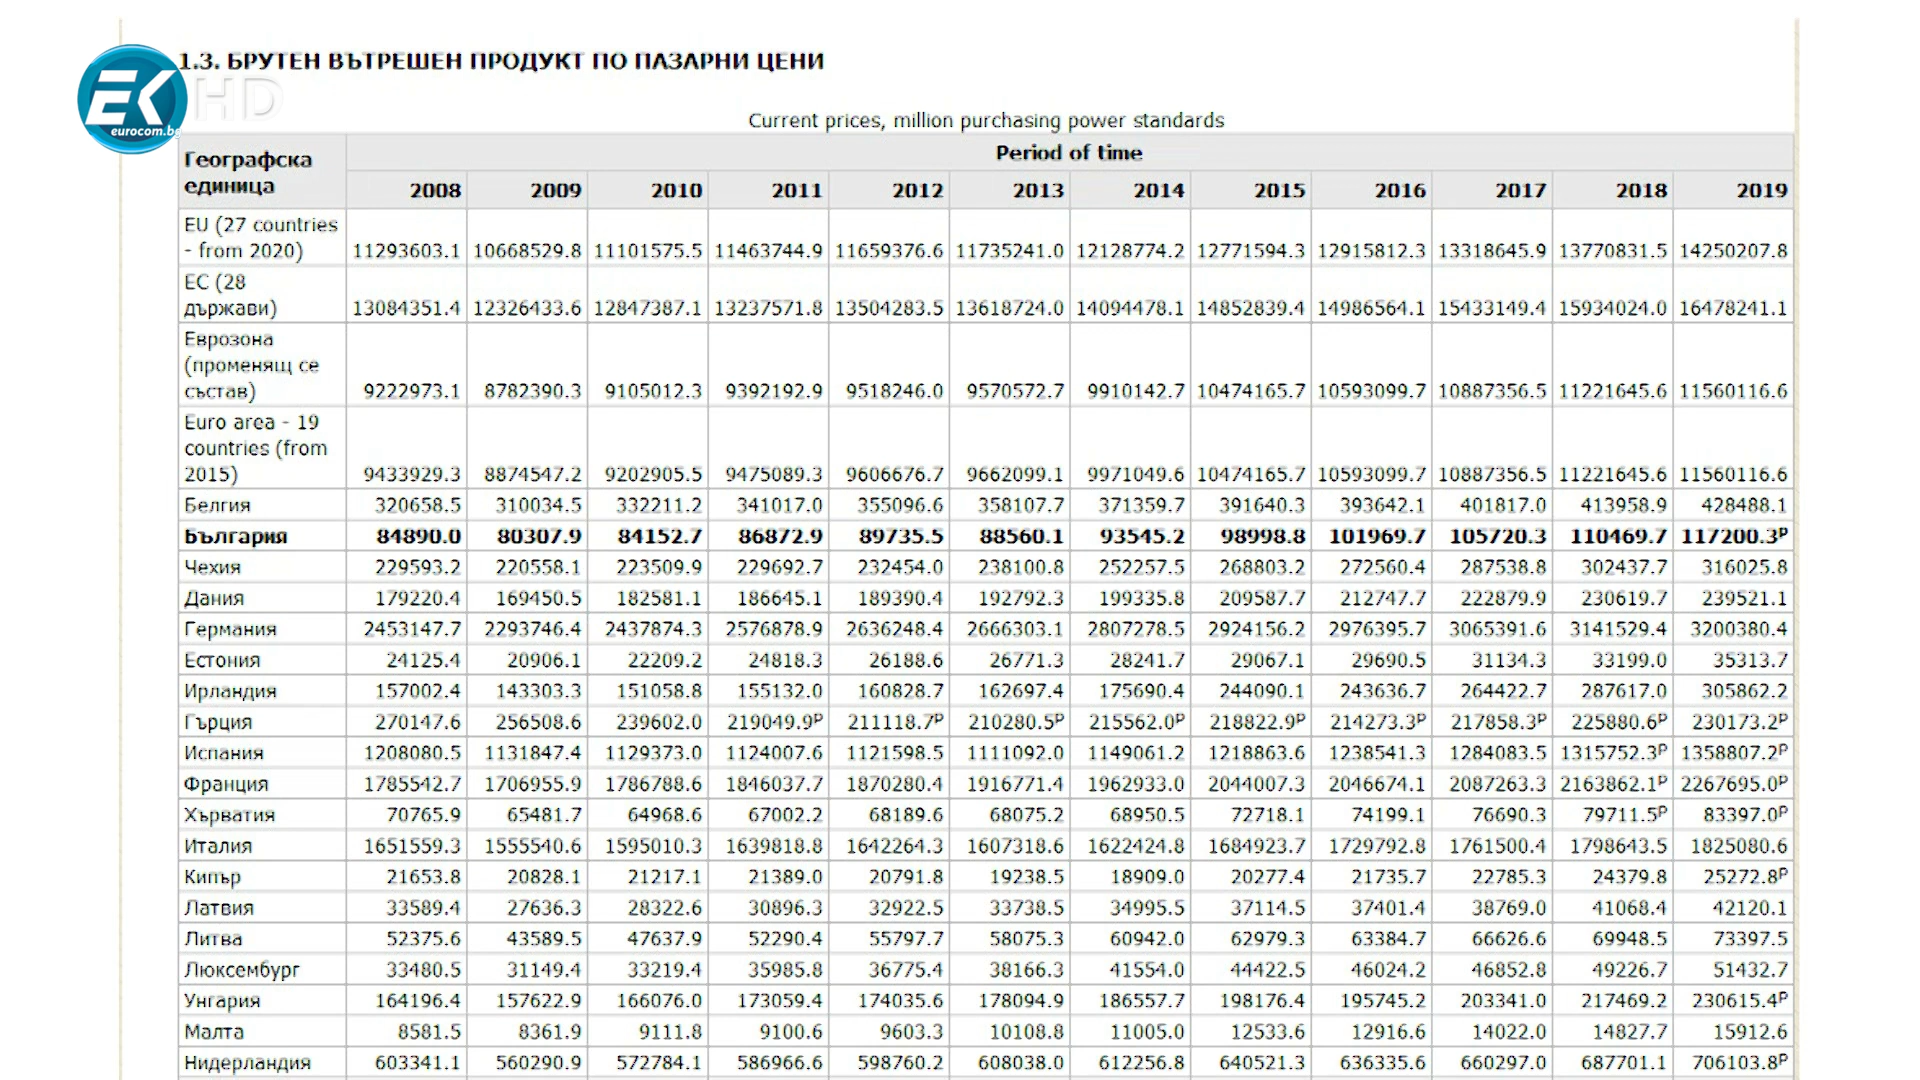 1.3. БРУТЕН ВЪТРЕШЕН ПРОДУКТ ПО ПАЗАРНИ ЦЕНИ
EK HD
eurocom.bg
Current prices, million purchasing power standards
Географска единица Period of time
2008 2009 2010 2011 2012 2013 2014 2015 2016 2017 2018 2019
EU (27 countries
- from 2020) 11293603.1 10668529.8 11101575.5 11463744.9 11659376.6 11735241.0 12128774.2 12771594.3 12915812.3 13318645.9 13770831.5 14250207.8
ЕС (28
държави) 13084351.4 12326433.6 12847387.1 13237571.8 13504283.5 13618724.0 14094478.1 14852839.4 14986564.1 15433149.4 15934024.0 16478241.1
Еврозона
(променящ се
състав) 9222973.1 8782390.3 9105012.3 9392192.9 9518246.0 9570572.7 9910142.7 10474165.7 10593099.7 10887356.5 11221645.6 11560116.6
Euro area - 19
countries (from
2015) 9433929.3 8874547.2 9202905.5 9475089.3 9606676.7 9662099.1 9971049.6 10474165.7 10593099.7 10887356.5 11221645.6 11560116.6
Белгия 320658.5 310034.5 332211.2 341017.0 355096.6 358107.7 371359.7 391640.3 393642.1 401817.0 413958.9 428488.1
България 84890.0 80307.9 84152.7 86872.9 89735.5 88560.1 93545.2 98998.8 101969.7 105720.3 110469.7 117200.3p
Чехия 229593.2 220558.1 223509.9 229692.7 232454.0 238100.8 252257.5 268803.2 272560.4 287538.8 302437.7 316025.8
Дания 179220.4 169450.5 182581.1 186645.1 189390.4 192792.3 199335.8 209587.7 212747.7 222879.9 230619.7 239521.1
Германия 2453147.7 2293746.4 2437874.3 2576878.9 2636248.4 2666303.1 2807278.5 2924156.2 2976395.7 3065391.6 3141529.4 3200380.4
Естония 24125.4 20906.1 22209.2 24818.3 26188.6 26771.3 28241.7 29067.1 29690.5 31134.3 33199.0 35313.7
Ирландия 157002.4 143303.3 151058.8 155132.0 160828.7 162697.4 175690.4 244090.1 243636.7 264422.7 287617.0 305862.2
Гърция 270147.6 256508.6 239602.0 219049.9p 211118.7p 210280.5p 215562.0p 218822.9p 214273.3p 217858.3p 225880.6p 230173.2p
Испания 1208080.5 1131847.4 1129373.0 1124007.6 1121598.5 1111092.0 1149061.2 1218863.6 1238541.3 1284083.5 1315752.3p 1358807.2p
Франция 1785542.7 1706955.9 1786788.6 1846037.7 1870280.4 1916771.4 1962933.0 2044007.3 2046674.1 2087263.3 2163862.1p 2267695.0p
Хърватия 70765.9 65481.7 64968.6 67002.2 68189.6 68075.2 68950.5 72718.1 74199.1 76690.3 79711.5p 83397.0p
Италия 1651559.3 1555540.6 1595010.3 1639818.8 1642264.3 1607318.6 1622424.8 1684923.7 1729792.8 1761500.4 1798643.5 1825080.6
Кипър 21653.8 20828.1 21217.1 21389.0 20791.8 19238.5 18909.0 20277.4 21735.7 22785.3 24379.8 25272.8p
Латвия 33589.4 27636.3 28322.6 30896.3 32922.5 33738.5 34995.5 37114.5 37401.4 38769.0 41068.4 42120.1
Литва 52375.6 43589.5 47637.9 52290.4 55797.7 58075.3 60942.0 62979.3 63384.7 66626.6 69948.5 73397.5
Люксембург 33480.5 31149.4 33219.4 35985.8 36775.4 38166.3 41554.0 44422.5 46024.2 46852.8 49226.7 51432.7
Унгария 164196.4 157622.9 166076.0 173059.4 174035.6 178094.9 186557.7 198176.4 195745.2 203341.0 217469.2 230615.4p
Малта 8581.5 8361.9 9111.8 9100.6 9603.3 10108.8 11005.0 12533.6 12916.6 14022.0 14827.7 15912.6
Нидерландия 603341.1 560290.9 572784.1 586966.6 598760.2 608038.0 612256.8 640521.3 636335.6 660297.0 687701.1 706103.8p